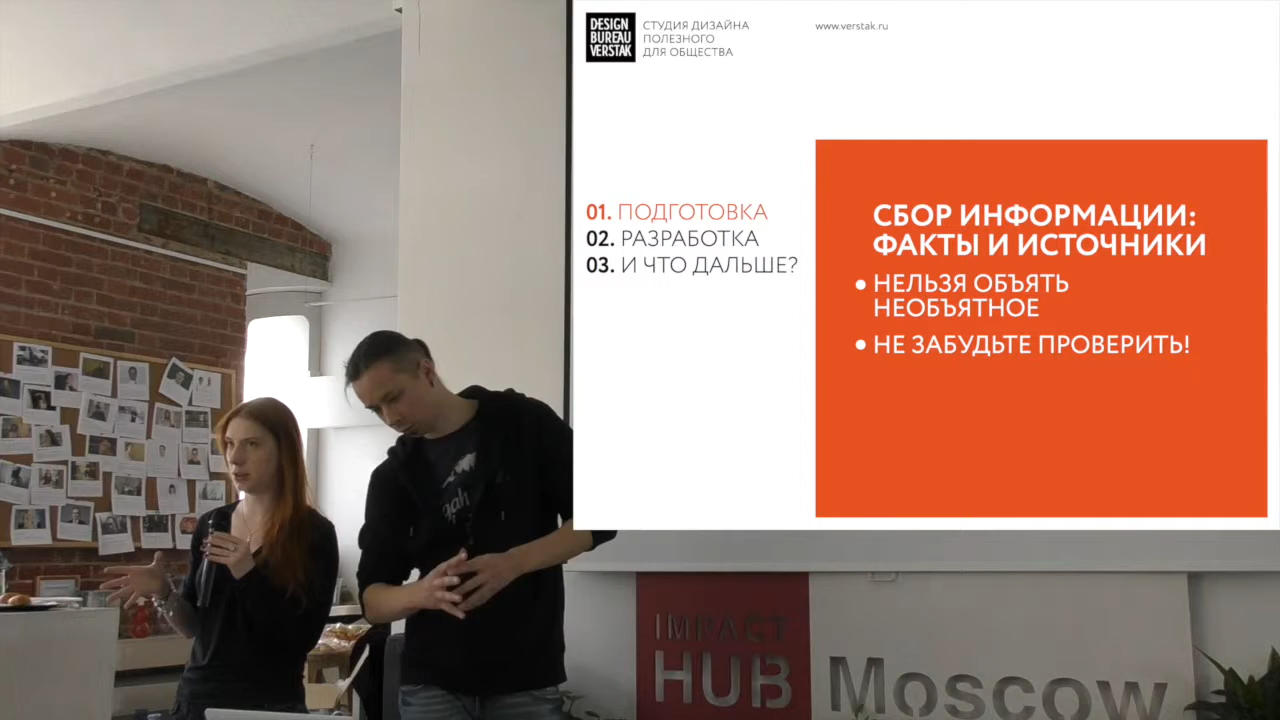 DESIGN
BUREAU
VERSTAK
СТУДИЯ ДИЗАЙНА
ПОЛЕЗНОГО
ДЛЯ ОБЩЕСТВА
www.verstak.ru
01. ПОДГОТОВКА
02. РАЗРАБОТКА
03. И ЧТО ДАЛЬШЕ?
СБОР ИНФОРМАЦИИ:
ФАКТЫ И ИСТОЧНИКИ
• НЕЛЬЗЯ ОБЪЯТЬ
НЕОБЪЯТНОЕ
• НЕ ЗАБУДЬТЕ ПРОВЕРИТЬ!
IMPACT
HUB
Moscow